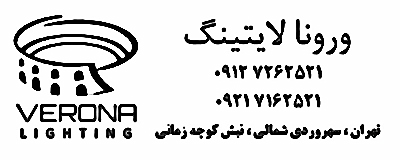 ورونا لایتینگ
۰۹۱۲ ۷۲۶۲۵۲۱
۰۹۲۱ ۷۱۶۲۵۲۱
تهران ، سهروردی شمالی ، نبش کوچه زمانی
VERONA
LIGHTING